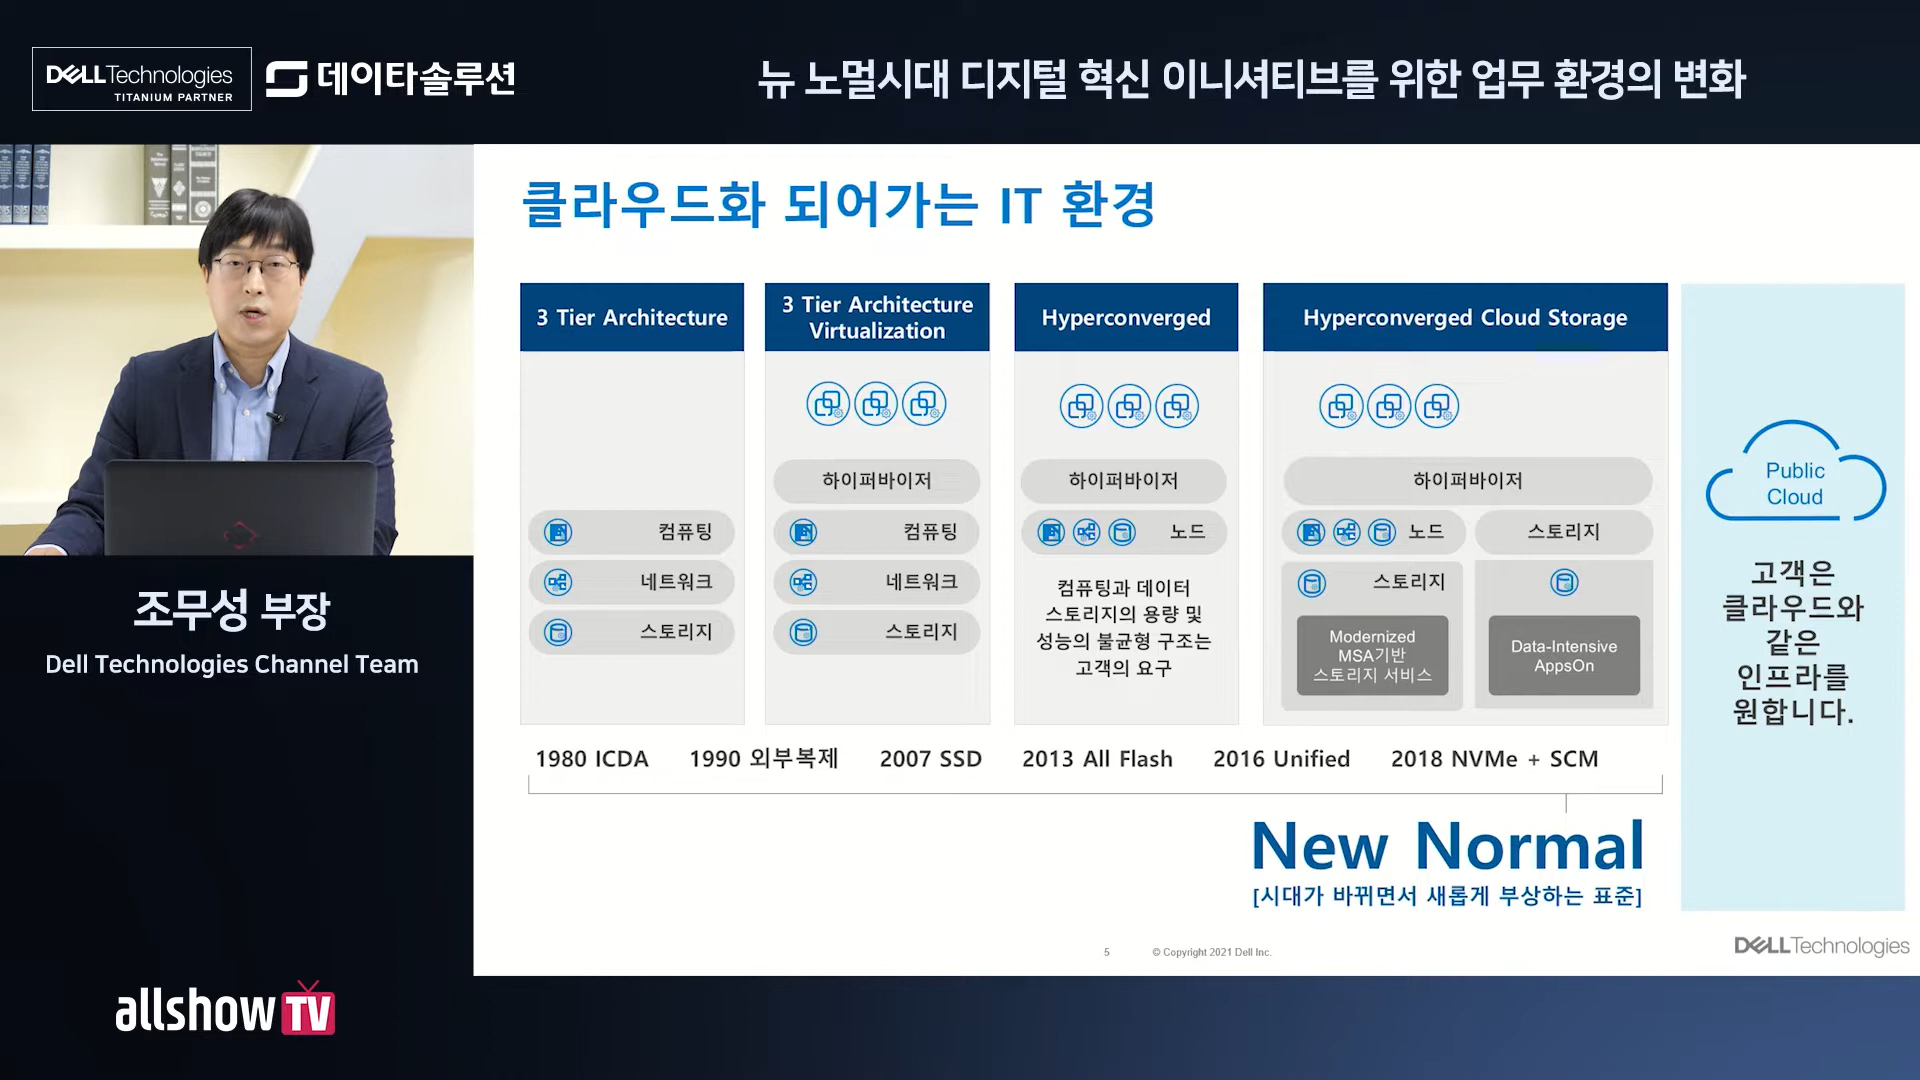 DELLTechnologies
TITANIUM PARTNER
데이타솔루션
뉴 노멀시대 디지털 혁신 이니셔티브를 위한 업무 환경의 변화
조무성 부장
Dell Technologies Channel Team
allshowTV
클라우드화 되어가는 IT 환경
3 Tier Architecture
컴퓨팅
네트워크
스토리지
3 Tier Architecture
Virtualization
하이퍼바이저
컴퓨팅
네트워크
스토리지
Hyperconverged
하이퍼바이저
노드
컴퓨팅과 데이터
스토리지의 용량 및
성능의 불균형 구조는
고객의 요구
Hyperconverged Cloud Storage
하이퍼바이저
노드
스토리지
스토리지
Modernized
MSA기반
스토리지 서비스
Data-Intensive
AppsOn
Public
Cloud
고객은
클라우드와
같은
인프라를
원합니다.
1980 ICDA
1990 외부복제
2007 SSD
2013 All Flash
2016 Unified
2018 NVMe + SCM
New Normal
[시대가 바뀌면서 새롭게 부상하는 표준]
5
© Copyright 2021 Dell Inc.
DELLTechnologies